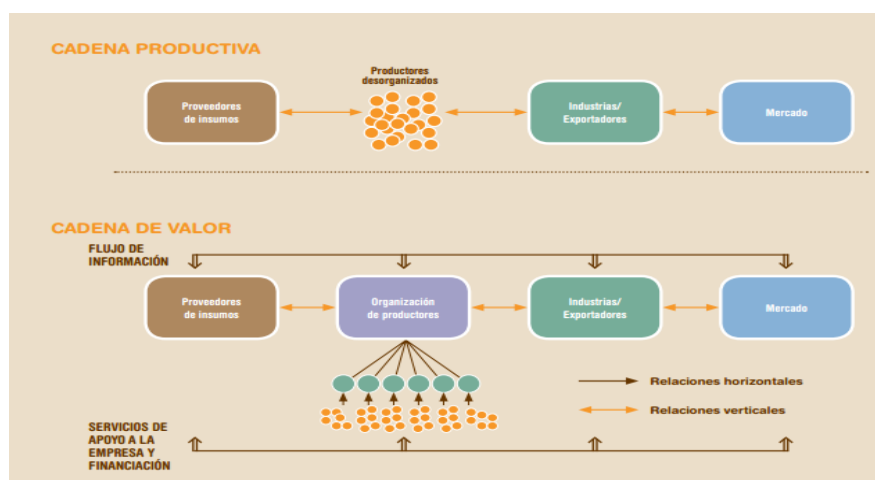 CADENA PRODUCTIVA
Productores
desorganizados
Proveedores
de insumos
Industrias/
Exportadores
Mercado
CADENA DE VALOR
FLUJO DE
INFORMACIÓN
Proveedores
de insumos
Organización
de productores
Industrias/
Exportadores
Mercado
Relaciones horizontales
Relaciones verticales
SERVICIOS DE
APOYO A LA
EMPRESA Y
FINANCIACIÓN